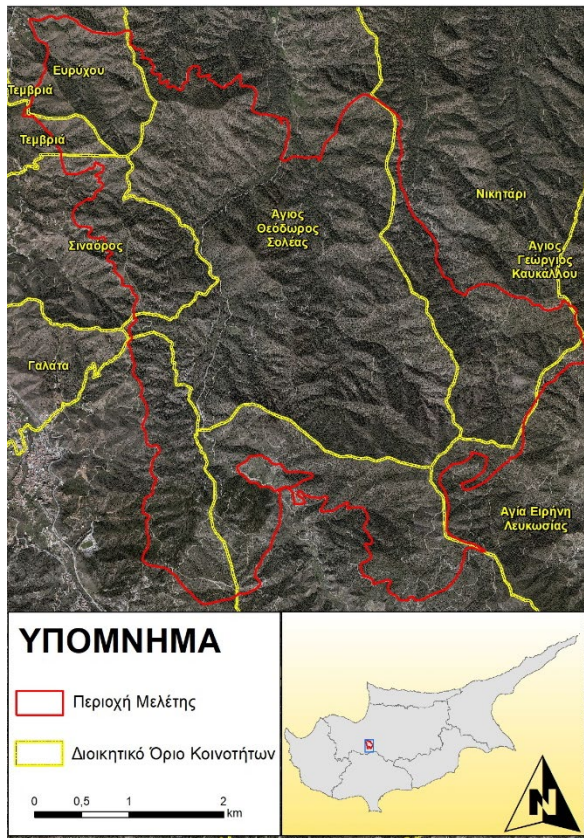 Ευρύχου
Τεμβριά
Τεμβριά
Νικητάρι
Άγιος
Θεόδωρος
Σολέας
Σιναόρος
Άγιος
Γεώργιος
Καυκάλλου
Γαλάτα
Αγία Ειρήνη
Λευκωσίας
ΥΠΟΜΝΗΜΑ
Περιοχή Μελέτης
Διοικητικό Όριο Κοινοτήτων
0 0,5 1 2
km
N